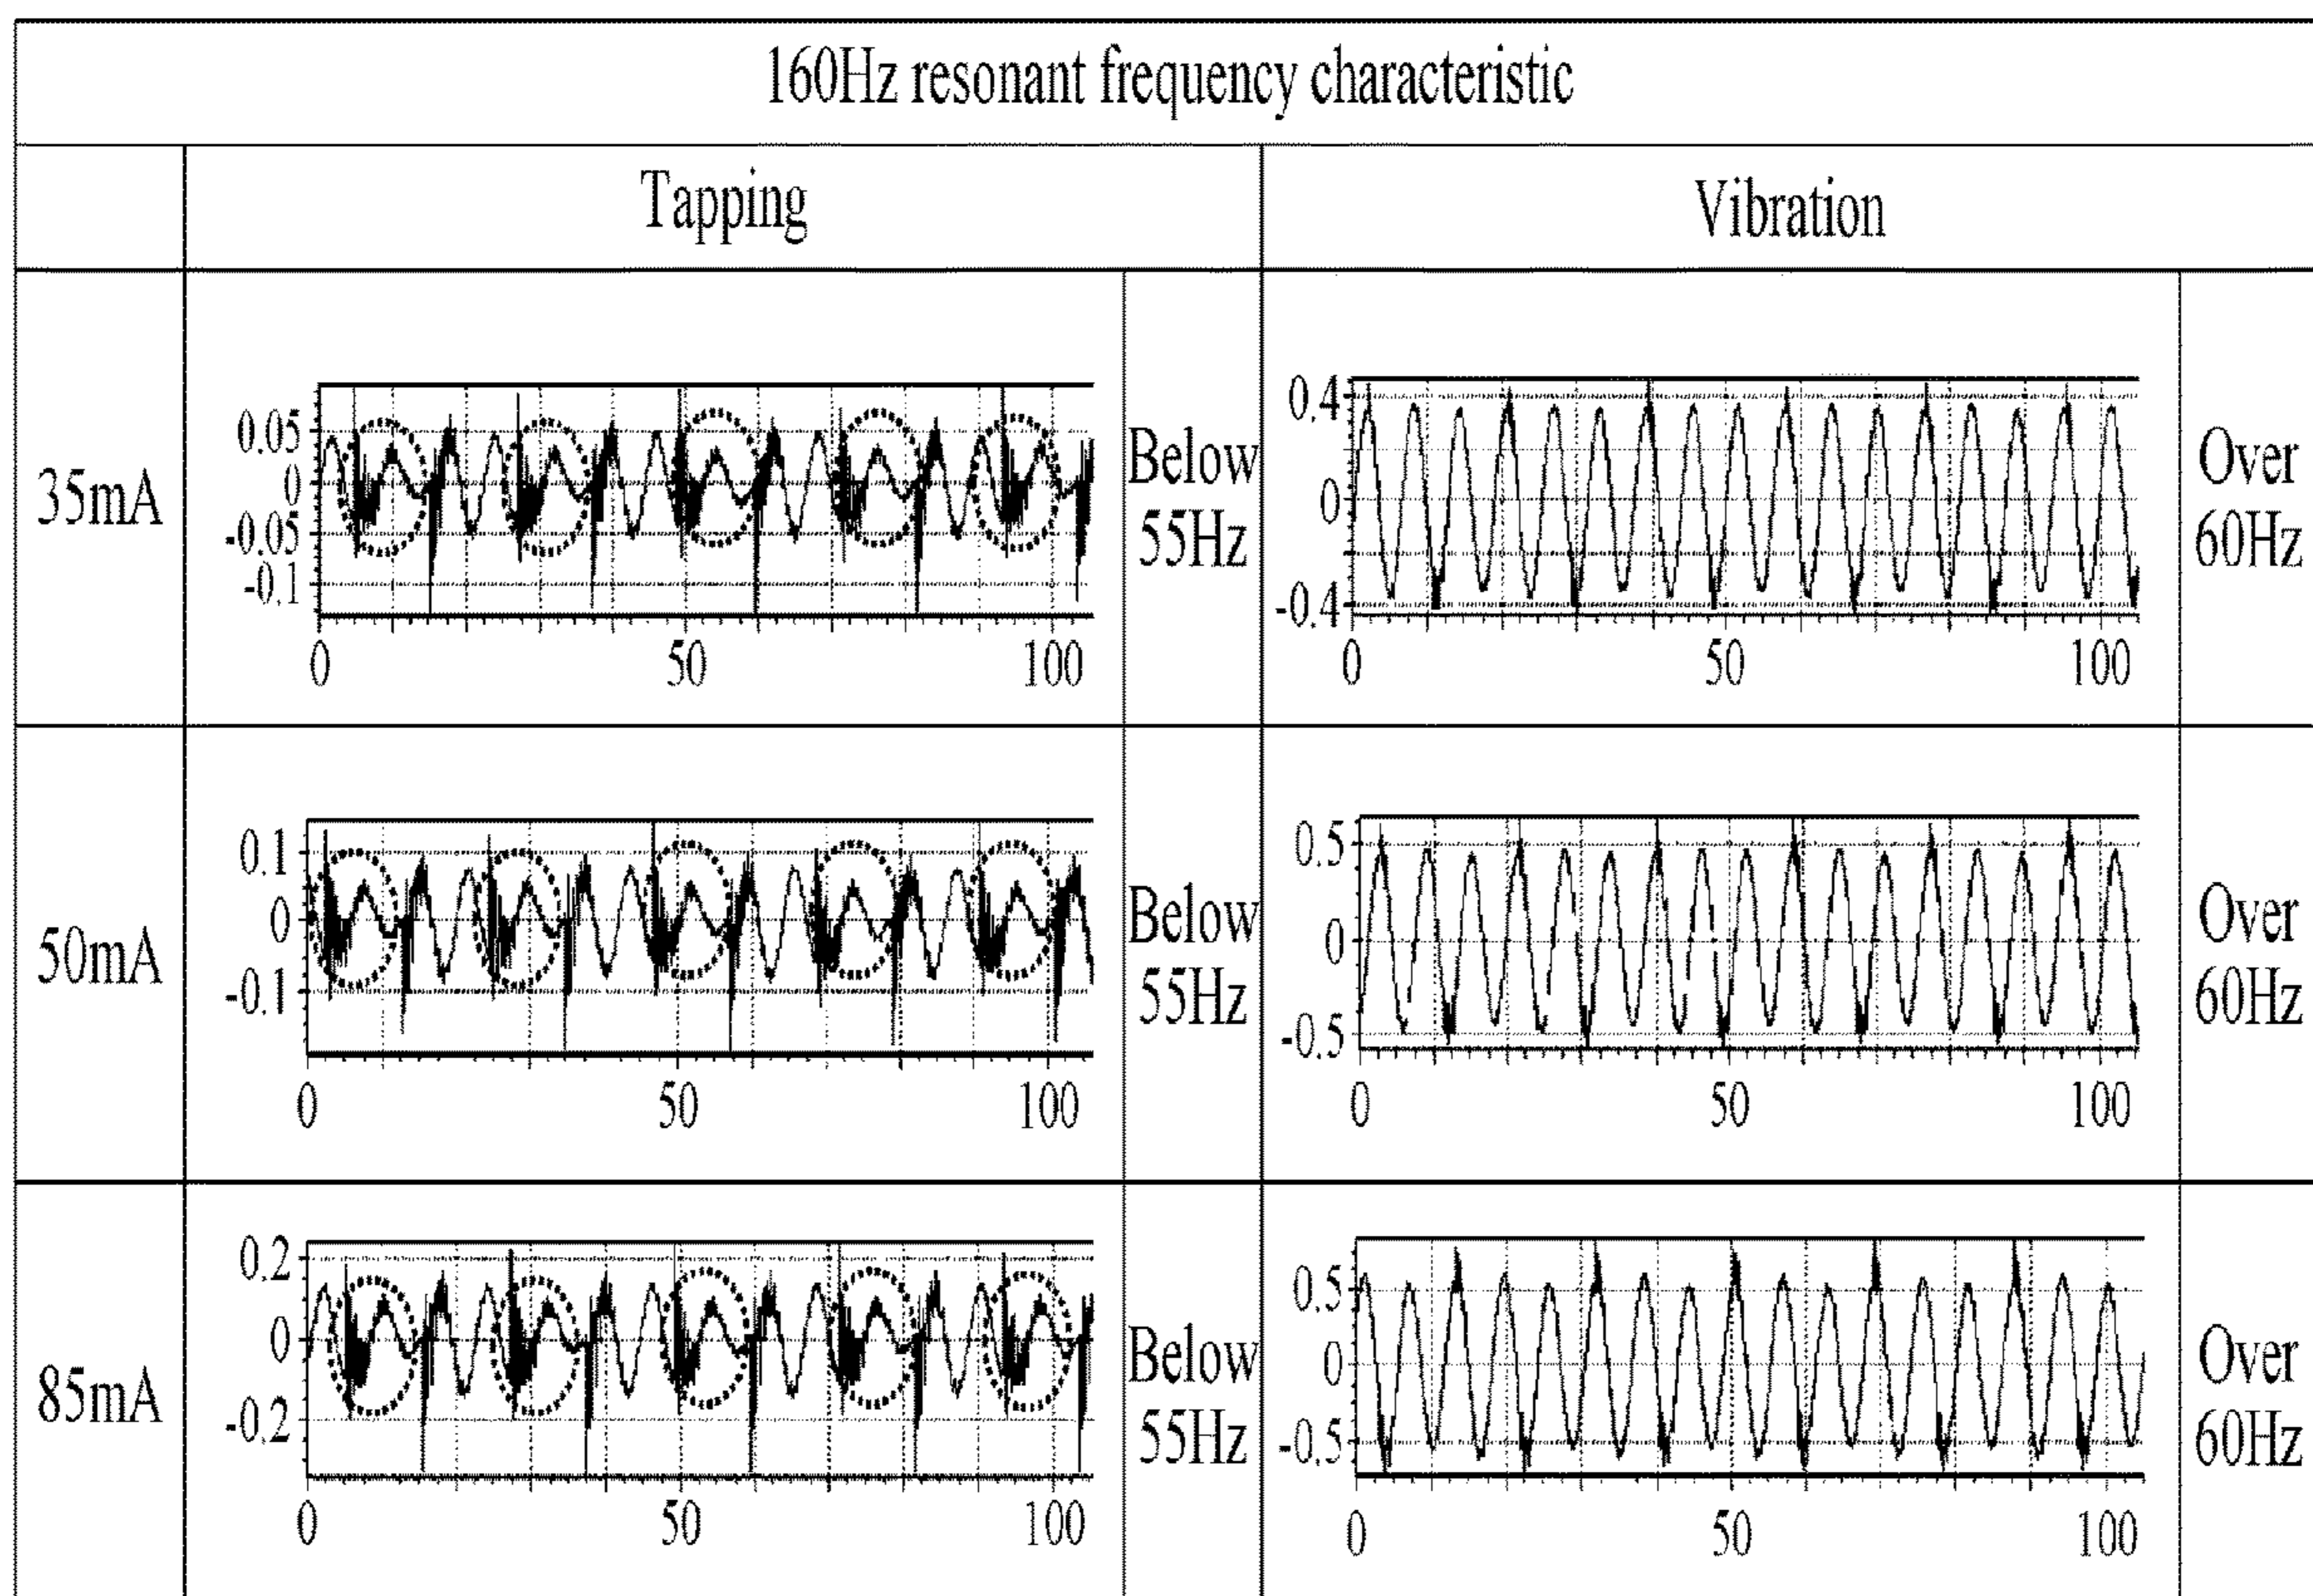 160Hz resonant frequency characteristic
Tapping
Vibration
35mA
0.05
0
-0.05
-0.1
0
50
100
Below
55Hz
0.4
0
-0.4
0
50
100
Over
60Hz
50mA
0.1
0
-0.1
0
50
100
Below
55Hz
0.5
0
-0.5
0
50
100
Over
60Hz
85mA
0.2
0
-0.2
0
50
100
Below
55Hz
0.5
0
-0.5
0
50
100
Over
60Hz